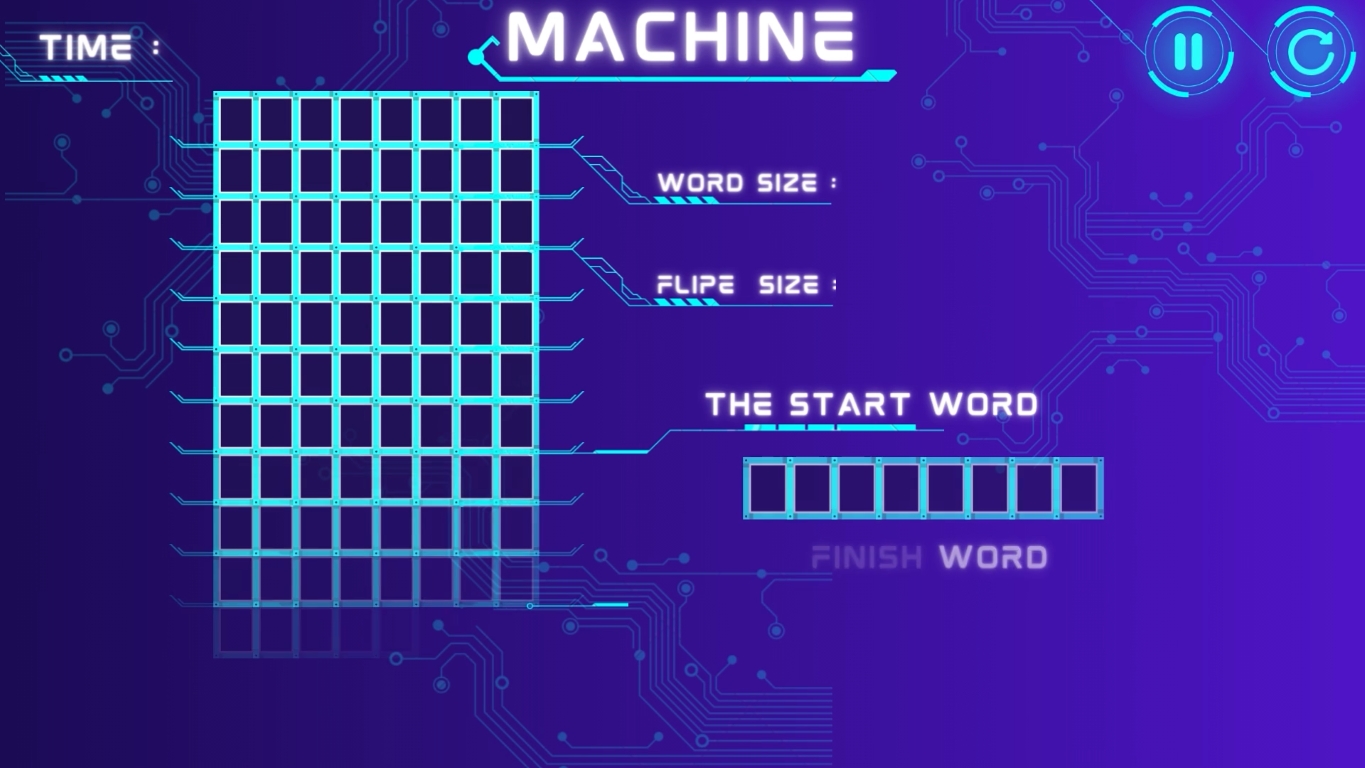 MACHINE
TIME :
WORD SIZE :
FLIPE SIZE :
THE START WORD
FINISH WORD